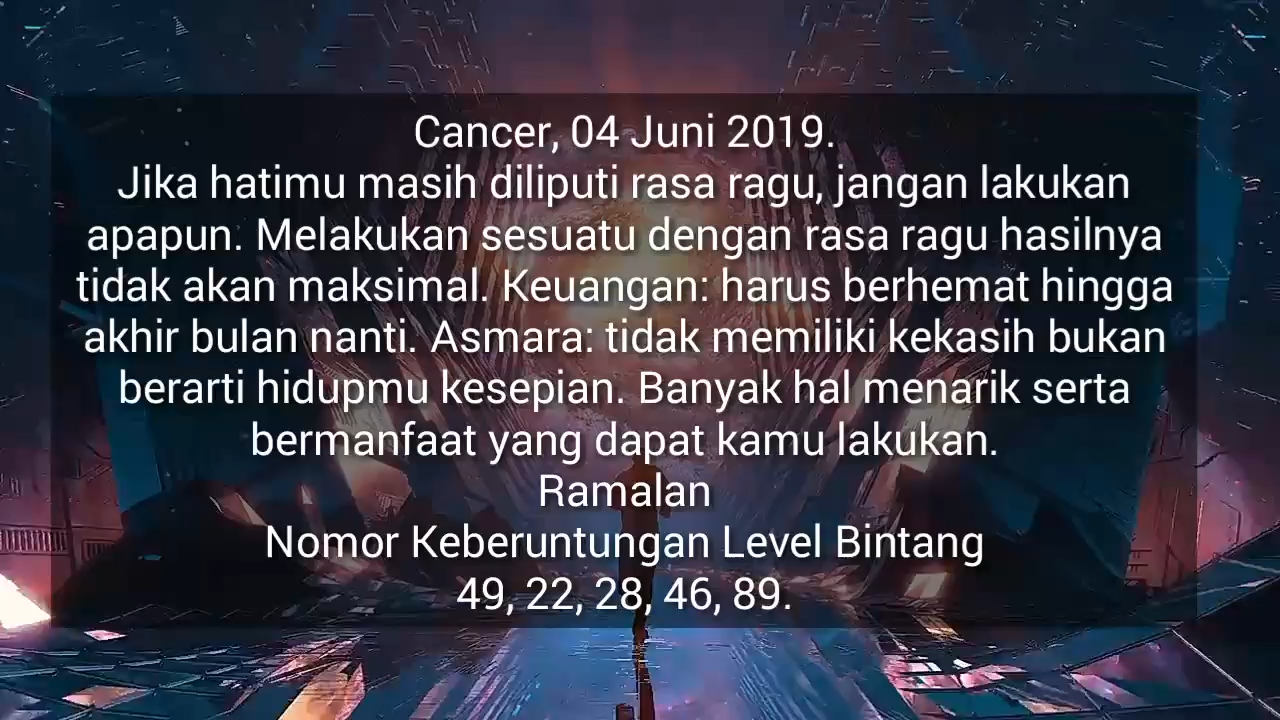 Cancer, 04 Juni 2019.
Jika hatimu masih diliputi rasa ragu, jangan lakukan
apapun. Melakukan sesuatu dengan rasa ragu hasilnya
tidak akan maksimal. Keuangan: harus berhemat hingga
akhir bulan nanti. Asmara: tidak memiliki kekasih bukan
berarti hidupmu kesepian. Banyak hal menarik serta
bermanfaat yang dapat kamu lakukan.
Ramalan
Nomor Keberuntungan Level Bintang
49, 22, 28, 46, 89.